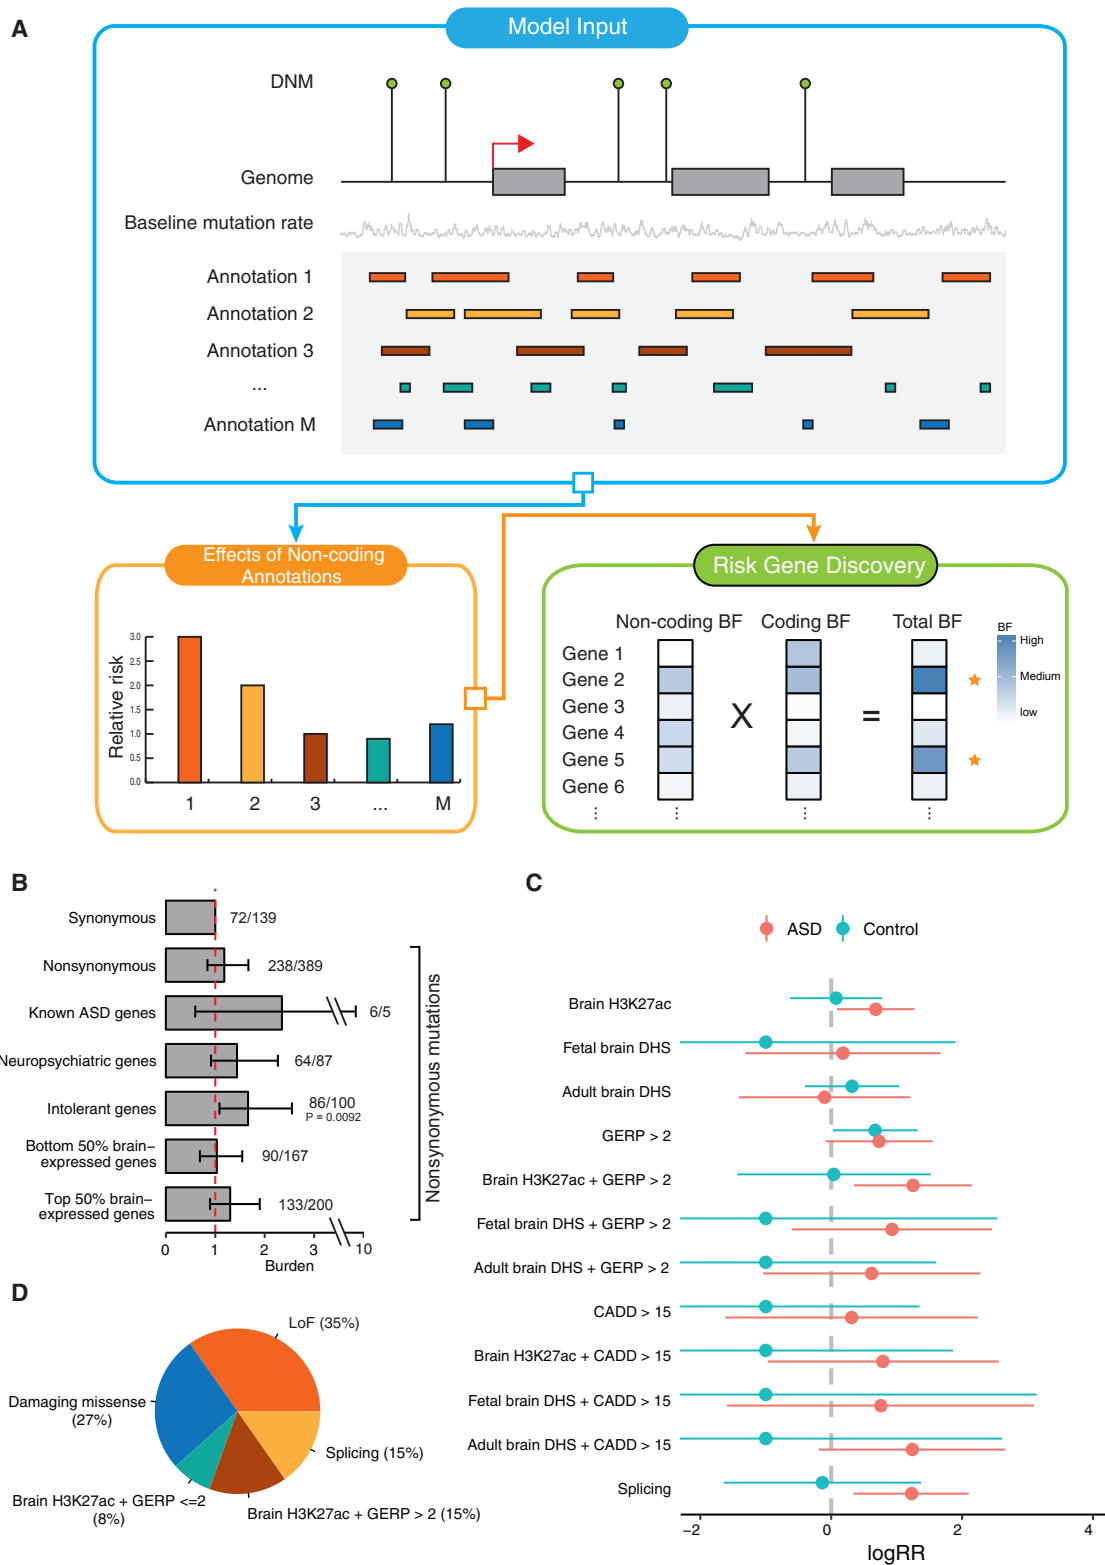 A
Model Input
DNM
Genome
Baseline mutation rate
Annotation 1
Annotation 2
Annotation 3
...
Annotation M
Effects of Non-coding
Annotations
Relative risk
3.0
2.5
2.0
1.5
1.0
0.5
0.0
1 2 3 ... M
Risk Gene Discovery
Non-coding BF Coding BF Total BF
Gene 1
Gene 2
Gene 3
Gene 4
Gene 5
Gene 6
X =
BF
High
Medium
low
B
Synonymous 72/139
Nonsynonymous 238/389
Known ASD genes 6/5
Neuropsychiatric genes 64/87
Intolerant genes 86/100
P = 0.0092
Bottom 50% brain–
expressed genes 90/167
Top 50% brain–
expressed genes 133/200
Nonsynonymous mutations
0 1 2 3 10
Burden
C
ASD Control
Brain H3K27ac
Fetal brain DHS
Adult brain DHS
GERP > 2
Brain H3K27ac + GERP > 2
Fetal brain DHS + GERP > 2
Adult brain DHS + GERP > 2
CADD > 15
Brain H3K27ac + CADD > 15
Fetal brain DHS + CADD > 15
Adult brain DHS + CADD > 15
Splicing
−2 0 2 4
logRR
D
LoF (35%)
Damaging missense
(27%)
Splicing (15%)
Brain H3K27ac + GERP <=2
(8%)
Brain H3K27ac + GERP > 2 (15%)